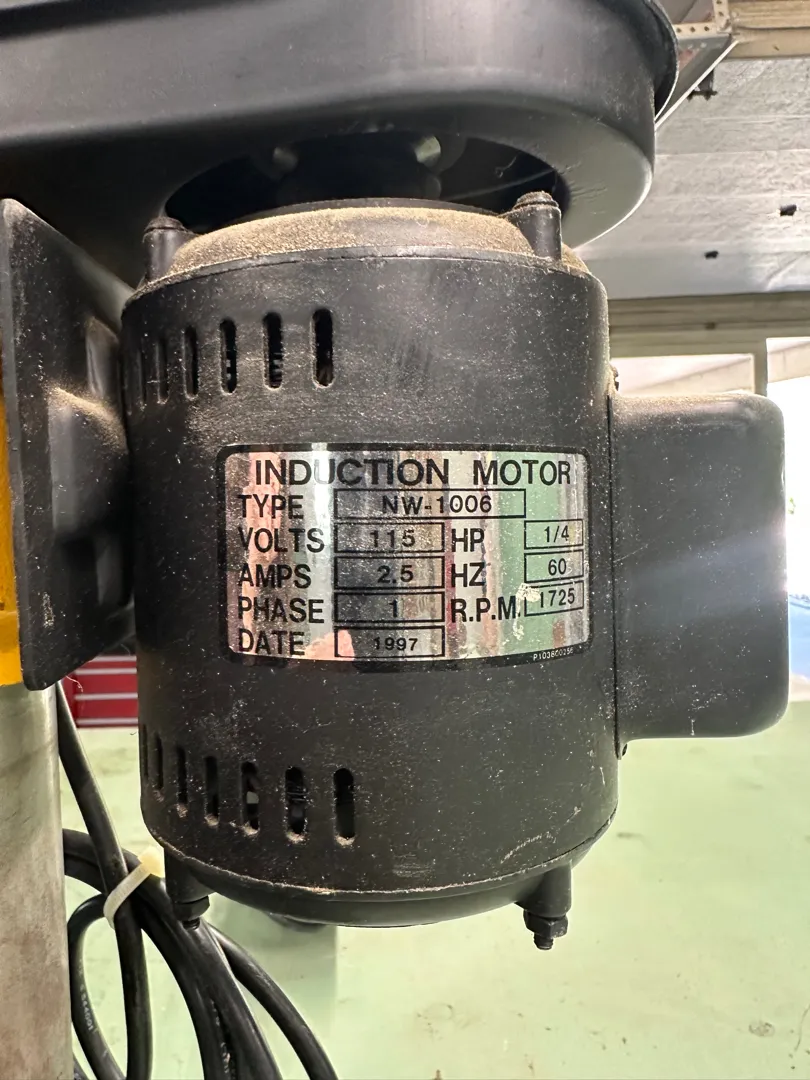 INDUCTION MOTOR
TYPE NW-1006
VOLTS 115 HP 1/4
AMPS 2.5 HZ 60
PHASE 1 R.P.M. 1725
DATE 1997